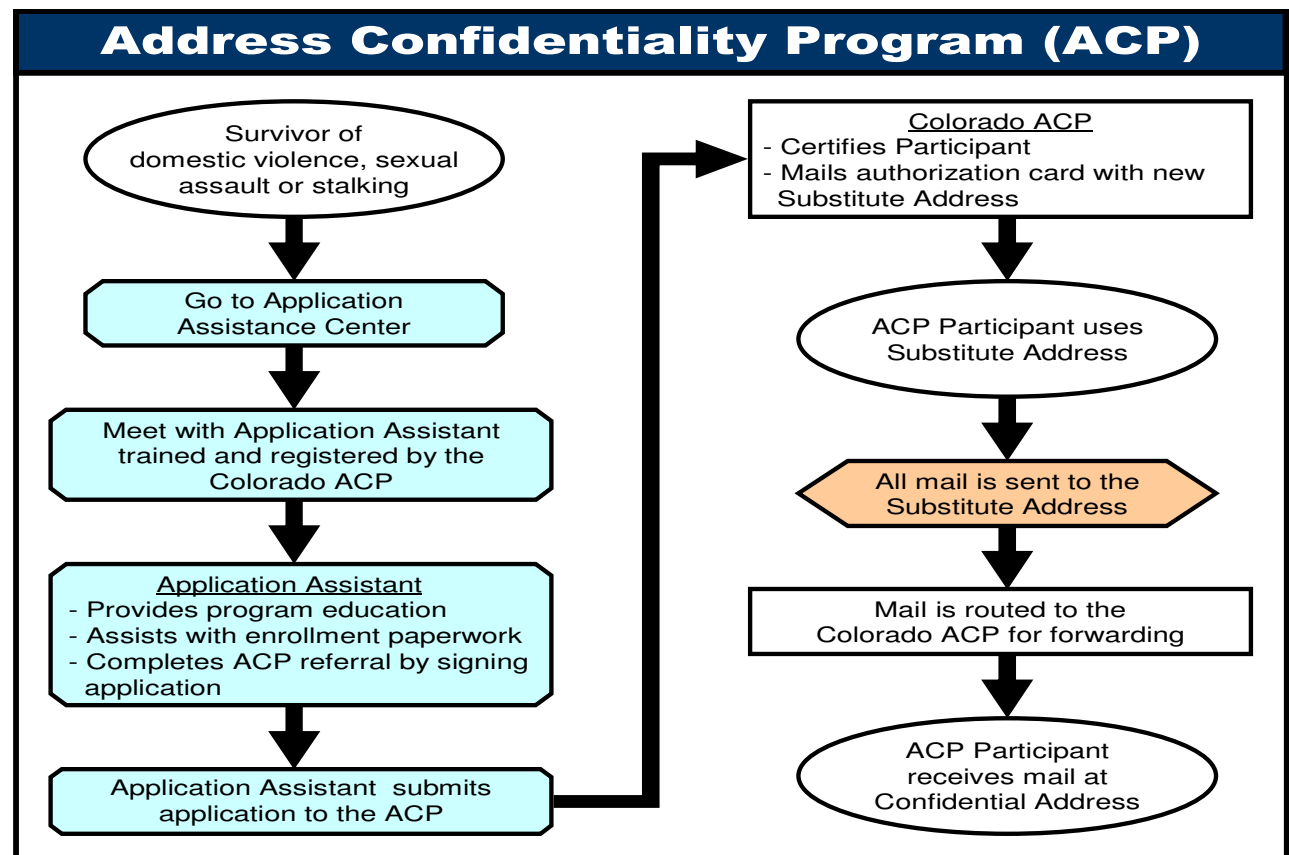 Address Confidentiality Program (ACP)
Survivor of
domestic violence, sexual
assault or stalking
Go to Application
Assistance Center
Meet with Application Assistant
trained and registered by the
Colorado ACP
Application Assistant
- Provides program education
- Assists with enrollment paperwork
- Completes ACP referral by signing
application
Application Assistant submits
application to the ACP
Colorado ACP
- Certifies Participant
- Mails authorization card with new
Substitute Address
ACP Participant uses
Substitute Address
All mail is sent to the
Substitute Address
Mail is routed to the
Colorado ACP for forwarding
ACP Participant
receives mail at
Confidential Address